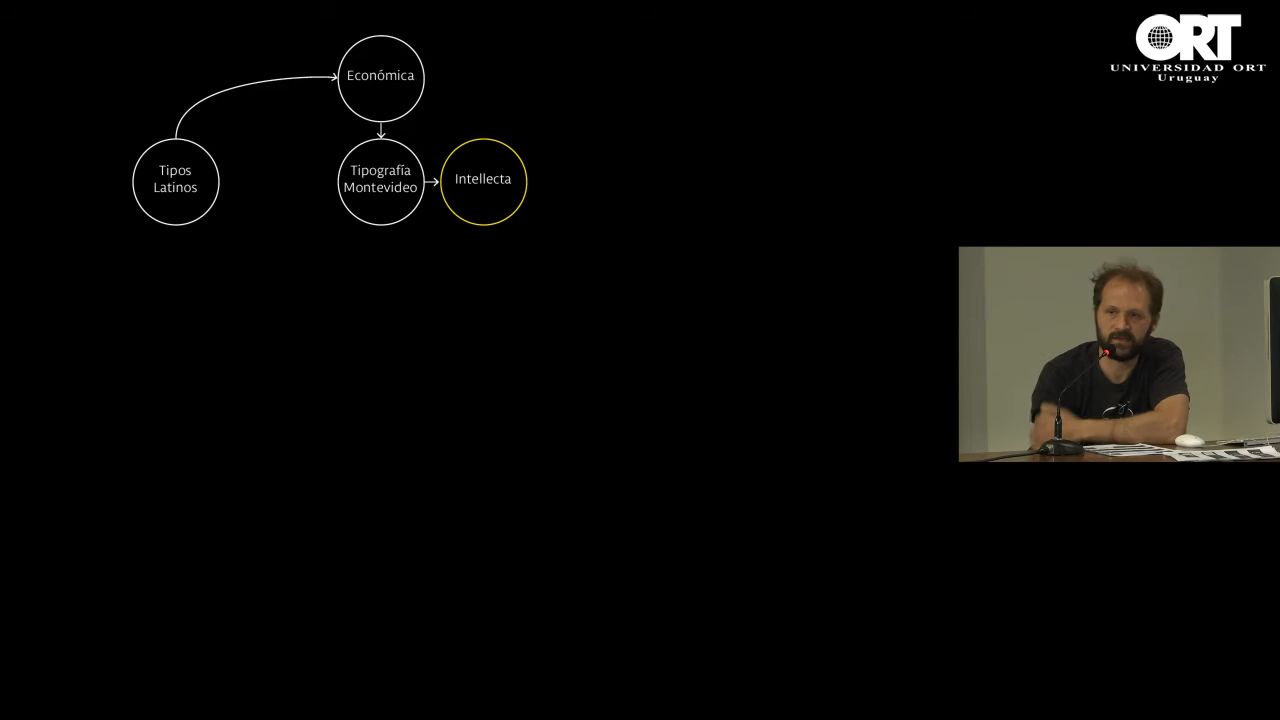 ORT
UNIVERSIDAD ORT
Uruguay
Económica
Tipos
Latinos
Tipografía
Montevideo
Intellecta